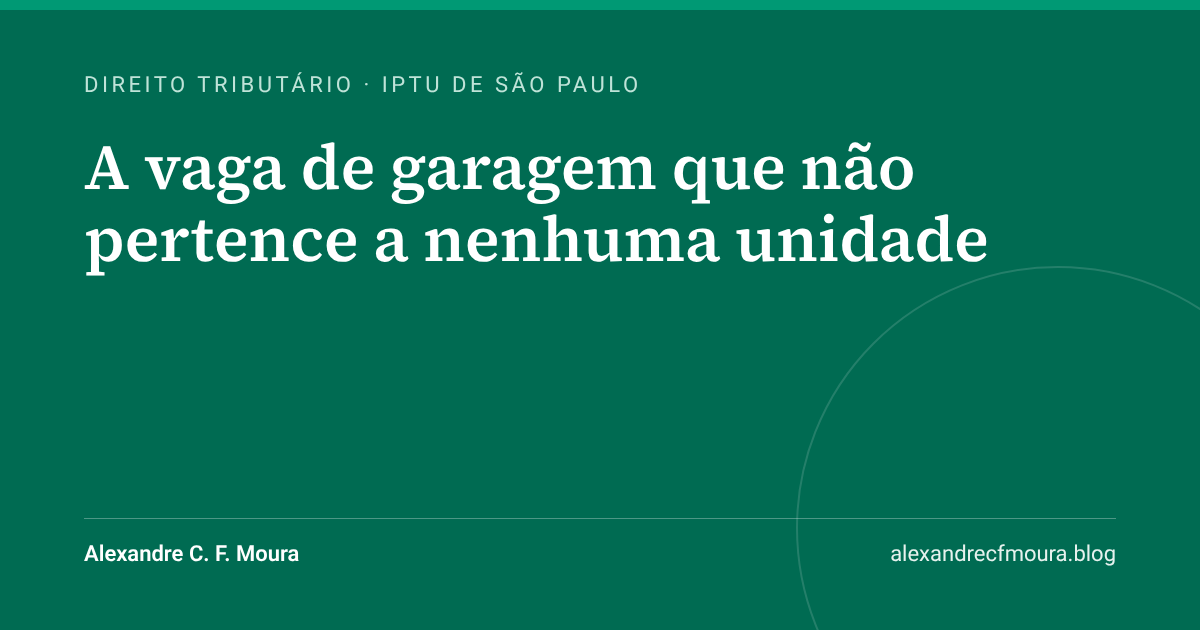 DIREITO TRIBUTÁRIO · IPTU DE SÃO PAULO
A vaga de garagem que não
pertence a nenhuma unidade
Alexandre C. F. Moura
alexandrecfmoura.blog